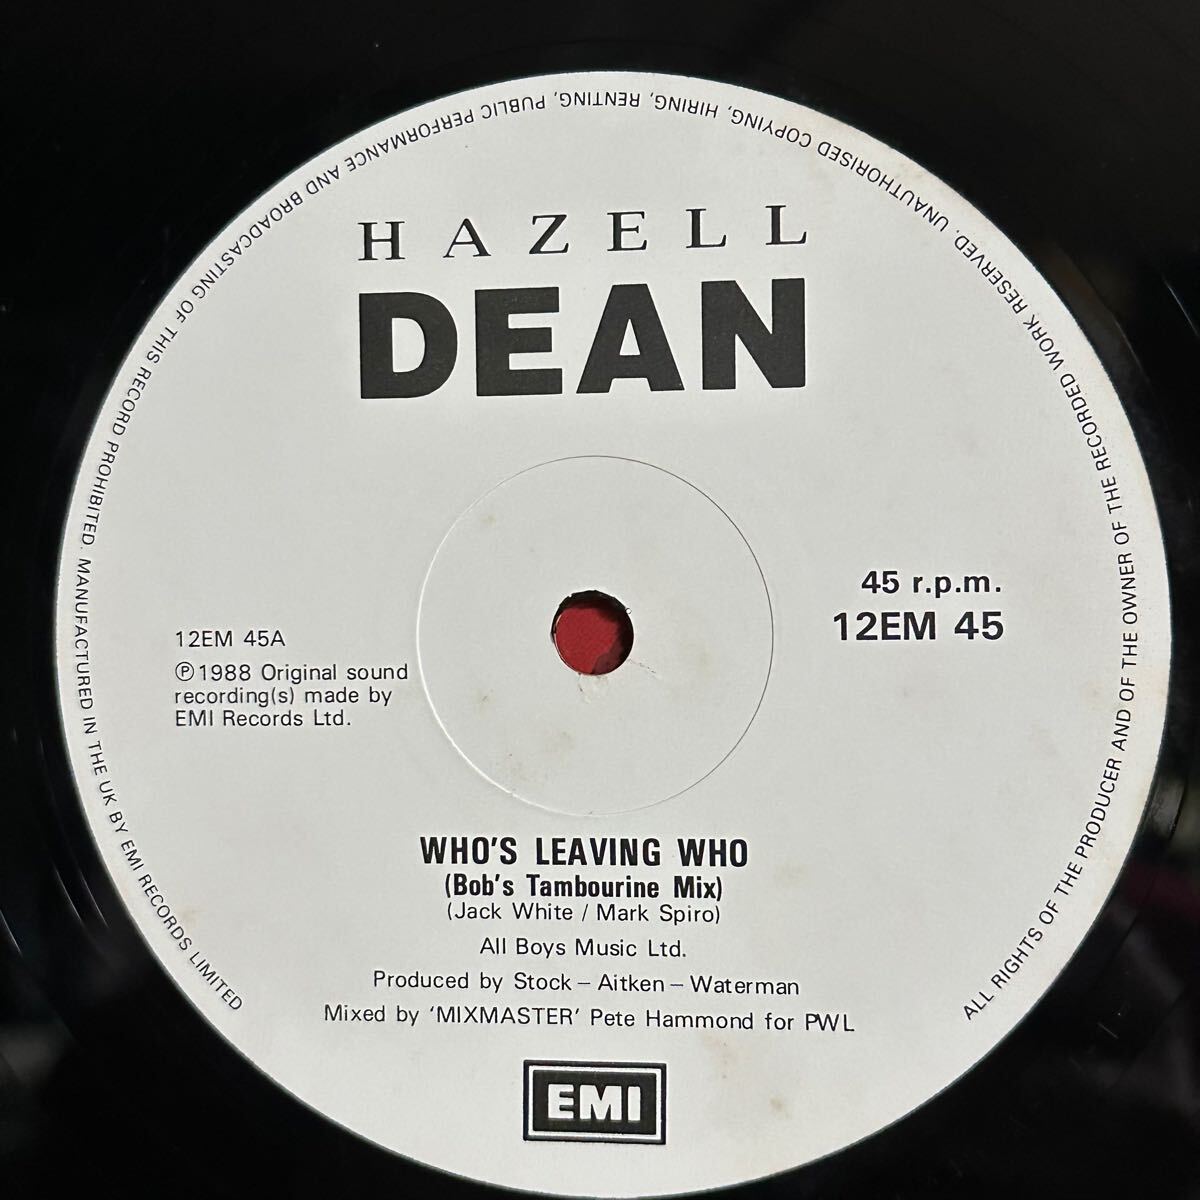 ALL RIGHTS OF THE PRODUCER AND OF THE OWNER OF THE RECORDED WORK RESERVED. UNAUTHORISED COPYING, HIRING, RENTING, PUBLIC PERFORMANCE AND BROADCASTING OF THIS RECORD PROHIBITED. MANUFACTURED IN THE UK BY EMI RECORDS LIMITED
HAZELL
DEAN
45 r.p.m.
12EM 45
12EM 45A
℗1988 Original sound
recording(s) made by
EMI Records Ltd.
WHO'S LEAVING WHO
(Bob's Tambourine Mix)
(Jack White / Mark Spiro)
All Boys Music Ltd.
Produced by Stock – Aitken – Waterman
Mixed by 'MIXMASTER' Pete Hammond for PWL
EMI